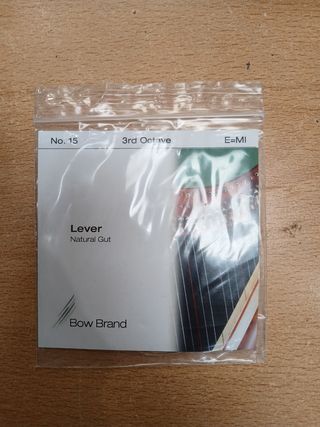 No. 15 3rd Octave E=MI
Lever
Natural Gut
Bow Brand